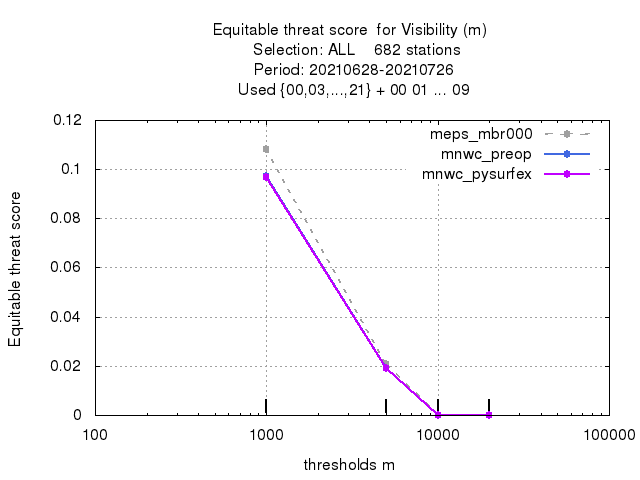 Equitable threat score  for Visibility (m)
Selection: ALL    682 stations
Period: 20210628-20210726
Used {00,03,...,21} + 00 01 ... 09
meps_mbr000
mnwc_preop
mnwc_pysurfex
Equitable threat score
0.12
0.1
0.08
0.06
0.04
0.02
0
100
1000
10000
100000
thresholds m